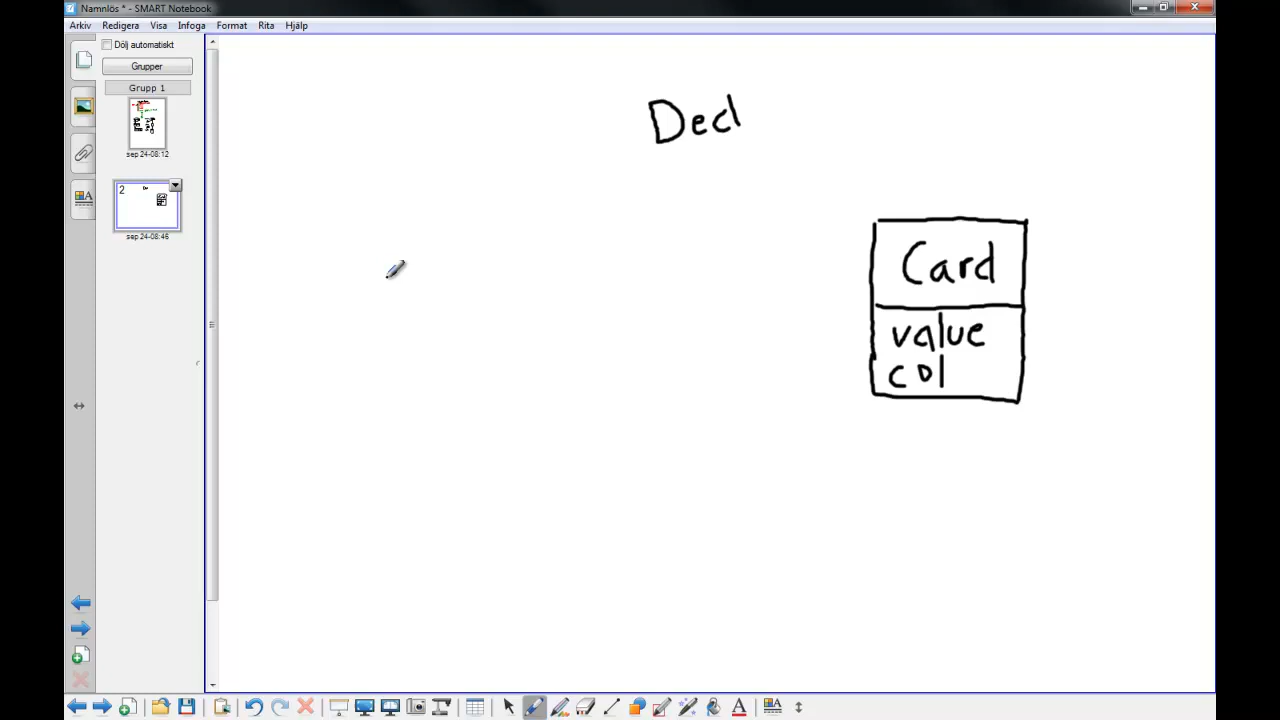 Namnlös * - SMART Notebook
Arkiv Redigera Visa Infoga Format Rita Hjälp
Dölj automatiskt
Grupper
Grupp 1
sep 24-08:12
2
sep 24-08:46
Decl
Card
value
col